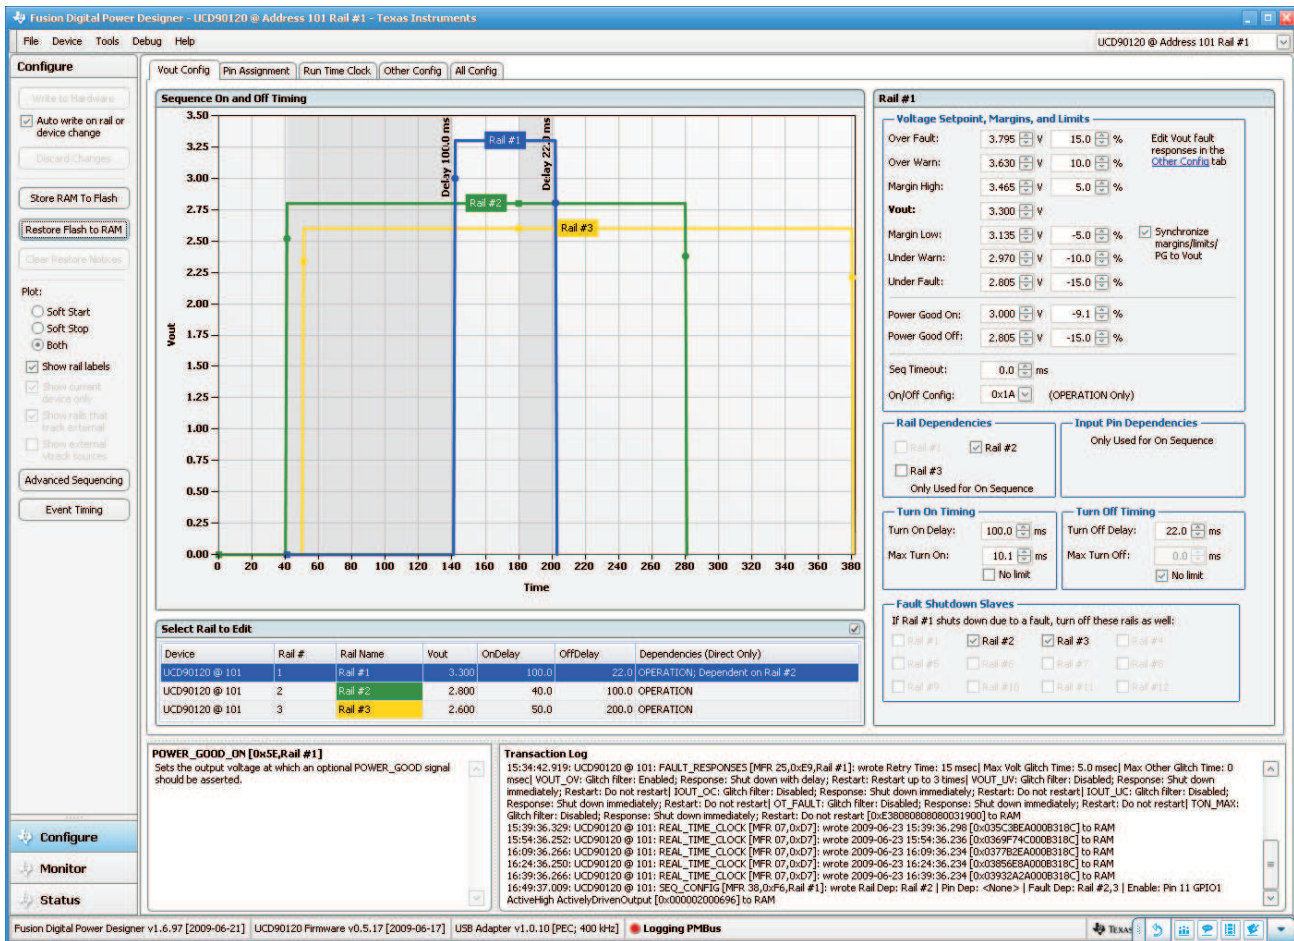 Fusion Digital Power Designer - UCD90120 @ Address 101 Rail #1 - Texas Instruments
File Device Tools Debug Help
UCD90120 @ Address 101 Rail #1
Configure
Write to Hardware
Auto write on rail or
device change
Discard Changes
Store RAM To Flash
Restore Flash to RAM
Clear Restore Notices
Plot:
Soft Start
Soft Stop
Both
Show rail labels
Show current
device only
Show rails that
track external
Show external
vtrack sources
Advanced Sequencing
Event Timing
Configure
Monitor
Status
Vout Config Pin Assignment Run Time Clock Other Config All Config
Sequence On and Off Timing
3.50
3.25
3.00
2.75
2.50
2.25
2.00
1.75
1.50
1.25
1.00
0.75
0.50
0.25
0.00
Vout
Delay 100.0 ms
Delay 22.0 ms
Rail #1
Rail #2
Rail #3
0 20 40 60 80 100 120 140 160 180 200 220 240 260 280 300 320 340 360 380
Time
Rail #1
Voltage Setpoint, Margins, and Limits
Over Fault: 3.795 V 15.0 %
Over Warn: 3.630 V 10.0 %
Margin High: 3.465 V 5.0 %
Edit Vout fault
responses in the
Other Config tab
Vout: 3.300 V
Margin Low: 3.135 V -5.0 %
Under Warn: 2.970 V -10.0 %
Under Fault: 2.805 V -15.0 %
Synchronize
margins/limits/
PG to Vout
Power Good On: 3.000 V -9.1 %
Power Good Off: 2.805 V -15.0 %
Seq Timeout: 0.0 ms
On/Off Config: 0x1A (OPERATION Only)
Rail Dependencies
Rail #1 Rail #2
Rail #3
Only Used for On Sequence
Input Pin Dependencies
Only Used for On Sequence
Turn On Timing
Turn On Delay: 100.0 ms
Max Turn On: 10.1 ms
No limit
Turn Off Timing
Turn Off Delay: 22.0 ms
Max Turn Off: 0.0 ms
No limit
Fault Shutdown Slaves
If Rail #1 shuts down due to a fault, turn off these rails as well:
Rail #1 Rail #2 Rail #3 Rail #4
Rail #5 Rail #6 Rail #7 Rail #8
Rail #9 Rail #10 Rail #11 Rail #12
Select Rail to Edit
Device Rail # Rail Name Vout OnDelay OffDelay Dependencies (Direct Only)
UCD90120 @ 101 1 Rail #1 3.300 100.0 22.0 OPERATION; Dependent on Rail #2
UCD90120 @ 101 2 Rail #2 2.800 40.0 100.0 OPERATION
UCD90120 @ 101 3 Rail #3 2.600 50.0 200.0 OPERATION
POWER_GOOD_ON [0x5E,Rail #1]
Sets the output voltage at which an optional POWER_GOOD signal
should be asserted.
Transaction Log
15:34:42.919: UCD90120 @ 101: FAULT_RESPONSES [MFR 25,0xE9,Rail #1]: wrote Retry Time: 15 msec| Max Volt Glitch Time: 5.0 msec| Max Other Glitch Time: 0
msec| VOUT_OV: Glitch filter: Enabled; Response: Shut down with delay; Restart: Restart up to 3 times| VOUT_UV: Glitch filter: Disabled; Response: Shut down
immediately; Restart: Do not restart| IOUT_OC: Glitch filter: Disabled; Response: Shut down immediately; Restart: Do not restart| IOUT_UC: Glitch filter: Disabled;
Response: Shut down immediately; Restart: Do not restart| OT_FAULT: Glitch filter: Disabled; Response: Shut down immediately; Restart: Do not restart| TON_MAX:
Glitch filter: Disabled; Response: Shut down immediately; Restart: Do not restart [0xE38080808080031900] to RAM
15:39:36.329: UCD90120 @ 101: REAL_TIME_CLOCK [MFR 07,0xD7]: wrote 2009-06-23 15:39:36.298 [0x035C3BEA000B318C] to RAM
15:54:36.252: UCD90120 @ 101: REAL_TIME_CLOCK [MFR 07,0xD7]: wrote 2009-06-23 15:54:36.236 [0x0369F74C000B318C] to RAM
16:09:36.266: UCD90120 @ 101: REAL_TIME_CLOCK [MFR 07,0xD7]: wrote 2009-06-23 16:09:36.234 [0x0377B2EA000B318C] to RAM
16:24:36.250: UCD90120 @ 101: REAL_TIME_CLOCK [MFR 07,0xD7]: wrote 2009-06-23 16:24:36.234 [0x03856E8A000B318C] to RAM
16:39:36.266: UCD90120 @ 101: REAL_TIME_CLOCK [MFR 07,0xD7]: wrote 2009-06-23 16:39:36.234 [0x03932A2A000B318C] to RAM
16:49:37.009: UCD90120 @ 101: SEQ_CONFIG [MFR 38,0xF6,Rail #1]: wrote Rail Dep: Rail #2 | Pin Dep: <None> | Fault Dep: Rail #2,3 | Enable: Pin 11 GPIO1
ActiveHigh ActivelyDrivenOutput [0x000002000696] to RAM
Fusion Digital Power Designer v1.6.97 [2009-06-21] UCD90120 Firmware v0.5.17 [2009-06-17] USB Adapter v1.0.10 [PEC; 400 kHz] Logging PMBus
TEXAS